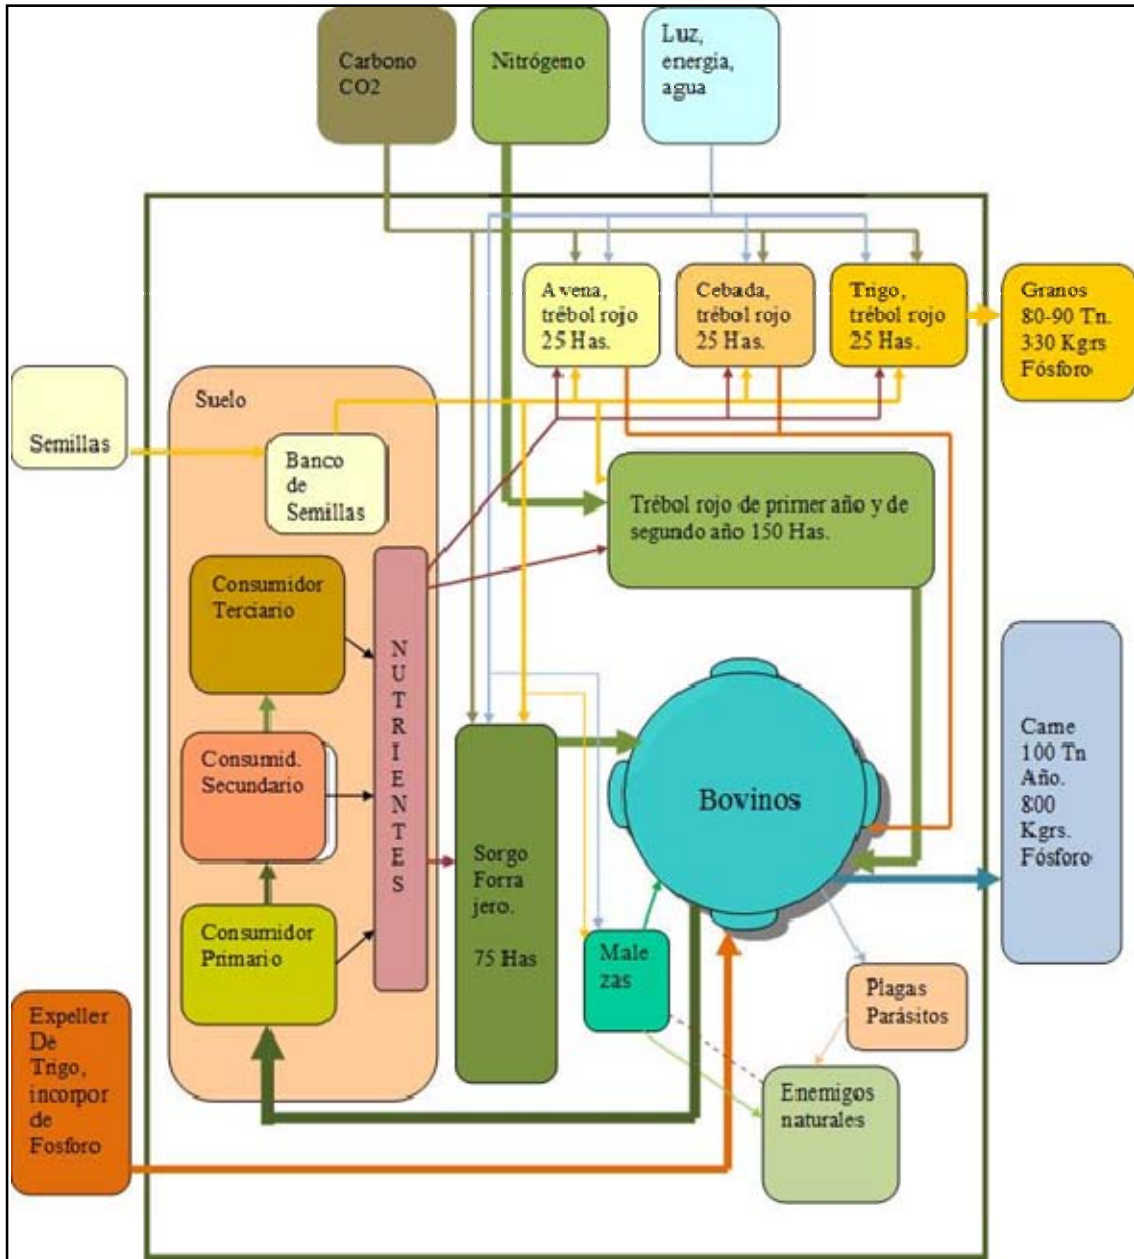 Carbono
CO2
Nitrógeno
Luz,
energía,
agua
Avena,
trébol rojo
25 Has.
Cebada,
trébol rojo
25 Has.
Trigo,
trébol rojo
25 Has.
Granos
80-90 Tn.
330 Kgrs
Fósforo
Semillas
Suelo
Banco
de
Semillas
Trébol rojo de primer año y de
segundo año 150 Has.
Consumidor
Terciario
Consumid.
Secundario
Consumidor
Primario
NUTRIENTES
Sorgo
Forra
jero.
75 Has
Bovinos
Carne
100 Tn
Año.
800
Kgrs.
Fósforo
Male
zas
Plagas
Parásitos
Enemigos
naturales
Expeller
De
Trigo,
incorpor
de
Fosforo